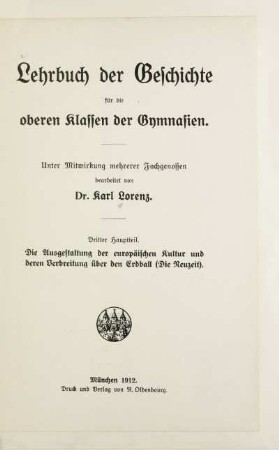 Lehrbuch der Geschichte
für die
oberen Klassen der Gymnasien.
Unter Mitwirkung mehrerer Fachgenossen
bearbeitet von
Dr. Karl Lorenz.
Dritter Hauptteil.
Die Ausgestaltung der europäischen Kultur und
deren Verbreitung über den Erdball (Die Neuzeit).
München 1912.
Druck und Verlag von R. Oldenbourg.